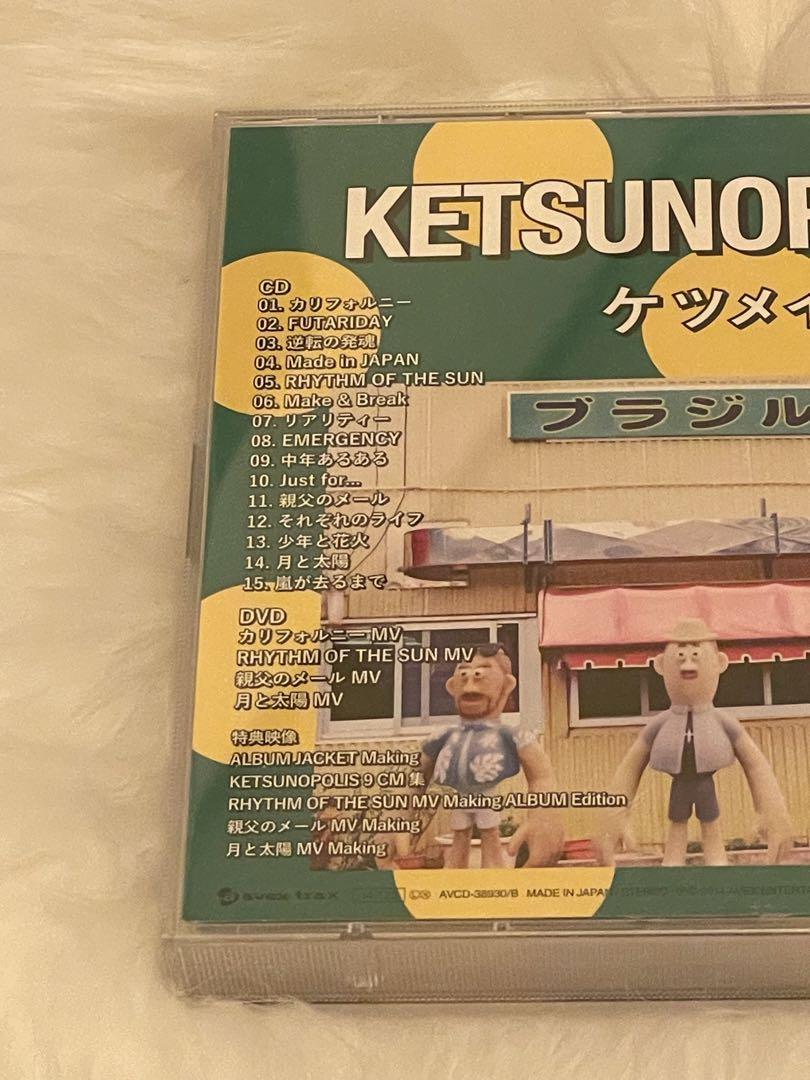 KETSUNOP
ケツメイ
CD
01. カリフォルニー
02. FUTARIDAY
03. 逆転の発魂
04. Made in JAPAN
05. RHYTHM OF THE SUN
06. Make & Break
07. リアリティー
08. EMERGENCY
09. 中年あるある
10. Just for...
11. 親父のメール
12. それぞれのライフ
13. 少年と花火
14. 月と太陽
15. 嵐が去るまで
ブラジル
DVD
カリフォルニー MV
RHYTHM OF THE SUN MV
親父のメール MV
月と太陽 MV
特典映像
ALBUM JACKET Making
KETSUNOPOLIS 9 CM 集
RHYTHM OF THE SUN MV Making ALBUM Edition
親父のメール MV Making
月と太陽 MV Making
avex trax AVCD-38930/B MADE IN JAPAN STEREO